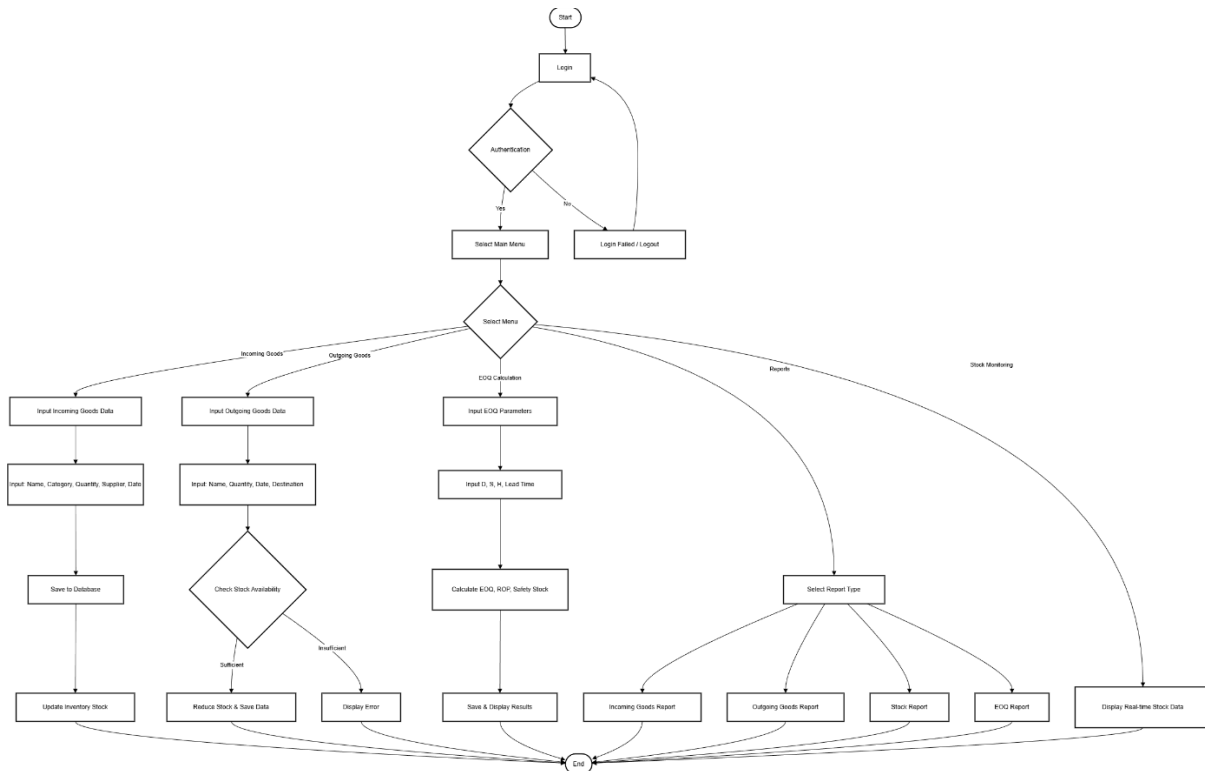 Start
Login
Authentication
Yes
No
Select Main Menu
Login Failed / Logout
Select Menu
Incoming Goods
Outgoing Goods
EOQ Calculation
Reports
Stock Monitoring
Input Incoming Goods Data
Input Outgoing Goods Data
Input EOQ Parameters
Input: Name, Category, Quantity, Supplier, Date
Input: Name, Quantity, Date, Destination
Input D, S, H, Lead Time
Check Stock Availability
Save to Database
Calculate EOQ, ROP, Safety Stock
Select Report Type
Sufficient
Insufficient
Update Inventory Stock
Reduce Stock & Save Data
Display Error
Save & Display Results
Incoming Goods Report
Outgoing Goods Report
Stock Report
EOQ Report
Display Real-time Stock Data
End